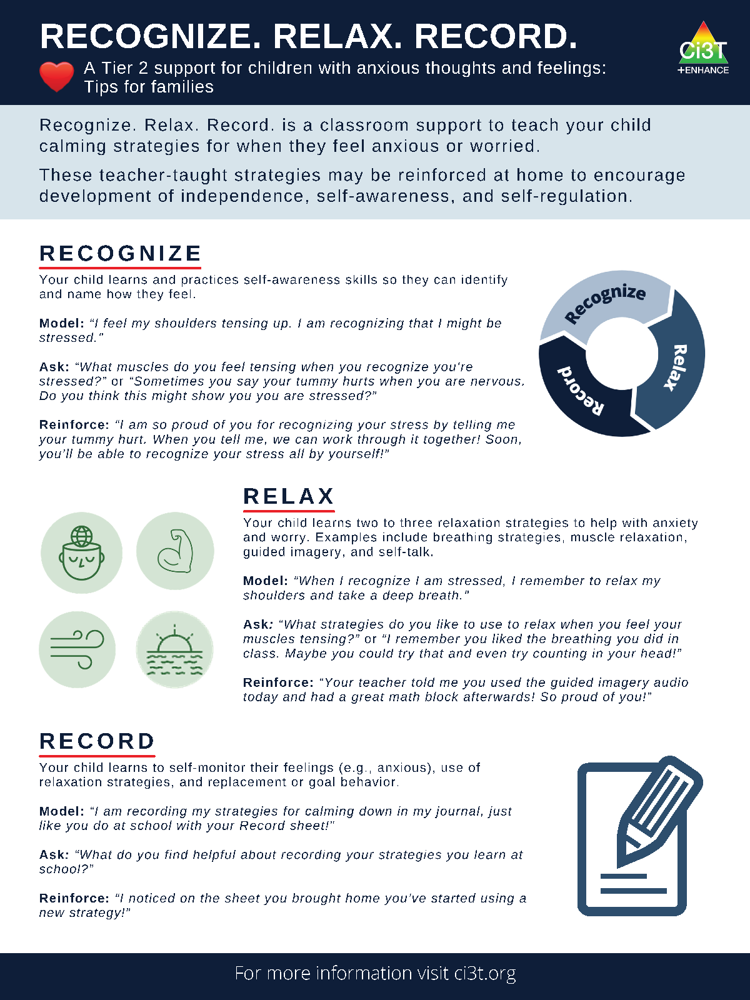 RECOGNIZE. RELAX. RECORD.
A Tier 2 support for children with anxious thoughts and feelings:
Tips for families
Ci3T
+ENHANCE
Recognize. Relax. Record. is a classroom support to teach your child
calming strategies for when they feel anxious or worried.
These teacher-taught strategies may be reinforced at home to encourage
development of independence, self-awareness, and self-regulation.
RECOGNIZE
Your child learns and practices self-awareness skills so they can identify
and name how they feel.
Model: “I feel my shoulders tensing up. I am recognizing that I might be
stressed."
Ask: “What muscles do you feel tensing when you recognize you’re
stressed?” or “Sometimes you say your tummy hurts when you are nervous.
Do you think this might show you you are stressed?”
Reinforce: “I am so proud of you for recognizing your stress by telling me
your tummy hurt. When you tell me, we can work through it together! Soon,
you’ll be able to recognize your stress all by yourself!”
Recognize
Relax
Record
RELAX
Your child learns two to three relaxation strategies to help with anxiety
and worry. Examples include breathing strategies, muscle relaxation,
guided imagery, and self-talk.
Model: “When I recognize I am stressed, I remember to relax my
shoulders and take a deep breath."
Ask: “What strategies do you like to use to relax when you feel your
muscles tensing?” or “I remember you liked the breathing you did in
class. Maybe you could try that and even try counting in your head!”
Reinforce: “Your teacher told me you used the guided imagery audio
today and had a great math block afterwards! So proud of you!”
RECORD
Your child learns to self-monitor their feelings (e.g., anxious), use of
relaxation strategies, and replacement or goal behavior.
Model: “I am recording my strategies for calming down in my journal, just
like you do at school with your Record sheet!"
Ask: “What do you find helpful about recording your strategies you learn at
school?”
Reinforce: “I noticed on the sheet you brought home you’ve started using a
new strategy!”
For more information visit ci3t.org